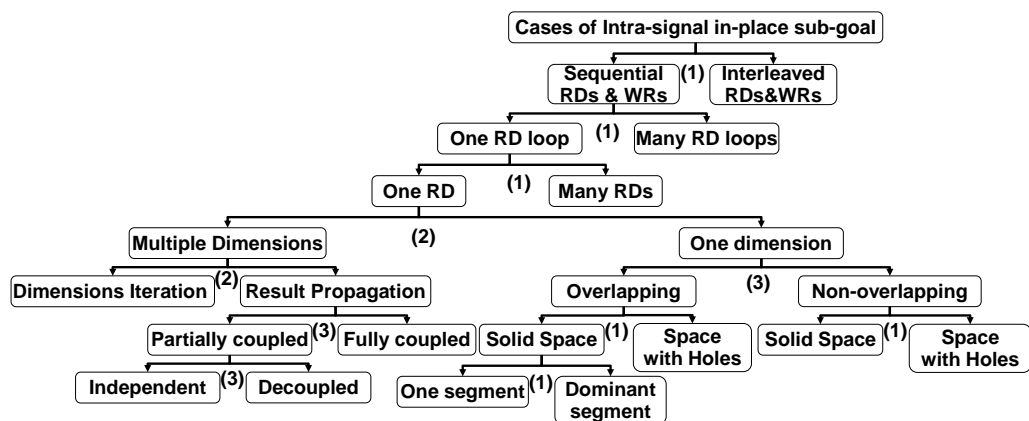 Cases of Intra-signal in-place sub-goal
(1)
Sequential
RDs & WRs
Interleaved
RDs&WRs
(1)
One RD loop
Many RD loops
(1)
One RD
Many RDs
(2)
Multiple Dimensions
One dimension
(2)
(3)
Dimensions Iteration
Result Propagation
Overlapping
Non-overlapping
(3)
(1)
(1)
Partially coupled
Fully coupled
Solid Space
Space
with Holes
Solid Space
Space
with Holes
(3)
(1)
Independent
Decoupled
One segment
Dominant
segment